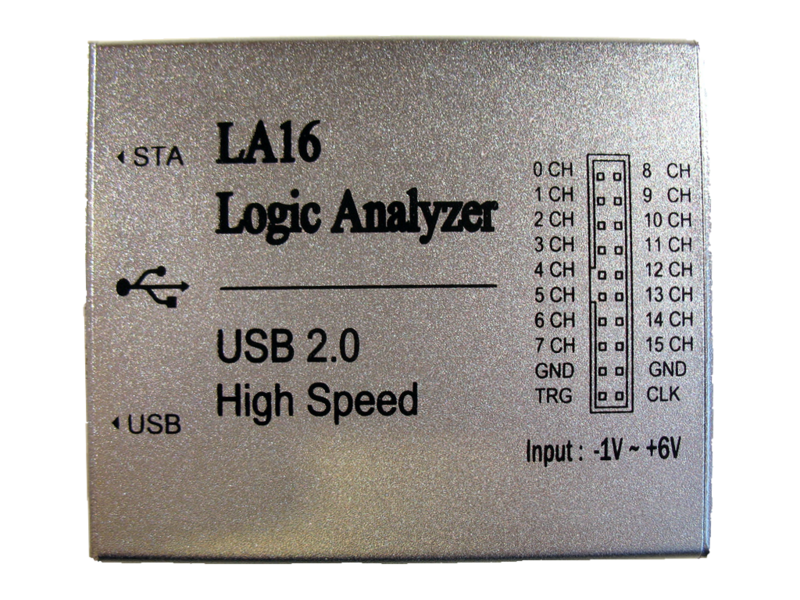 STA
LA16
Logic Analyzer
USB 2.0
High Speed
USB
0 CH 8 CH
1 CH 9 CH
2 CH 10 CH
3 CH 11 CH
4 CH 12 CH
5 CH 13 CH
6 CH 14 CH
7 CH 15 CH
GND GND
TRG CLK
Input : -1V ~ +6V